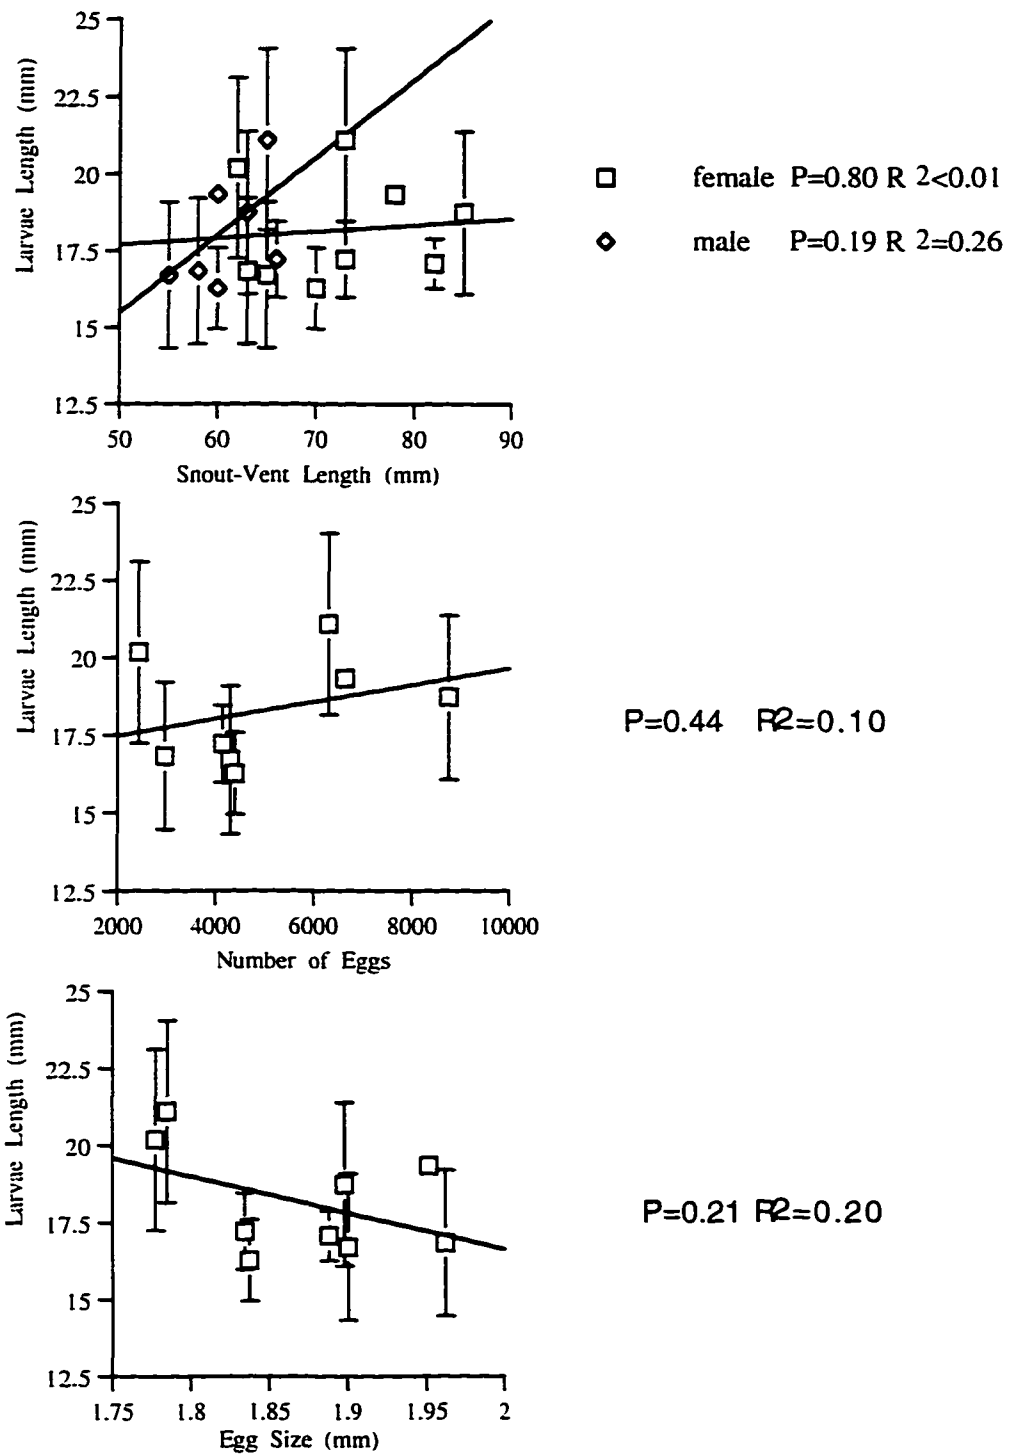 25
22.5
20
17.5
15
12.5
Larvae Length (mm)
50 60 70 80 90
Snout-Vent Length (mm)
female P=0.80 R 2<0.01
male P=0.19 R 2=0.26
25
22.5
20
17.5
15
12.5
Larvae Length (mm)
2000 4000 6000 8000 10000
Number of Eggs
P=0.44 R2=0.10
25
22.5
20
17.5
15
12.5
Larvae Length (mm)
1.75 1.8 1.85 1.9 1.95 2
Egg Size (mm)
P=0.21 R2=0.20